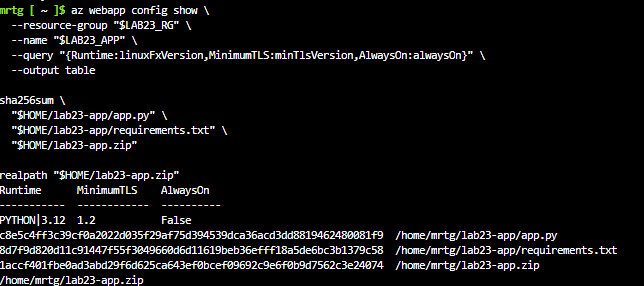 mrtg [ ~ ]$ az webapp config show \
  --resource-group "$LAB23_RG" \
  --name "$LAB23_APP" \
  --query "{Runtime:linuxFxVersion,MinimumTLS:minTlsVersion,AlwaysOn:alwaysOn}" \
  --output table

sha256sum \
  "$HOME/lab23-app/app.py" \
  "$HOME/lab23-app/requirements.txt" \
  "$HOME/lab23-app.zip"

realpath "$HOME/lab23-app.zip"
Runtime      MinimumTLS    AlwaysOn
-----------  ------------  ----------
PYTHON|3.12  1.2           False
c8e5c4ff3c39cf0a2022d035f29af75d394539dca36acd3dd8819462480081f9  /home/mrtg/lab23-app/app.py
8d7f9d820d11c91447f55f3049660d6d11619beb36efff18a5de6bc3b1379c58  /home/mrtg/lab23-app/requirements.txt
1accf401fbe0ad3abd29f6d625ca643ef0bcef09692c9e6f0b9d7562c3e24074  /home/mrtg/lab23-app.zip
/home/mrtg/lab23-app.zip